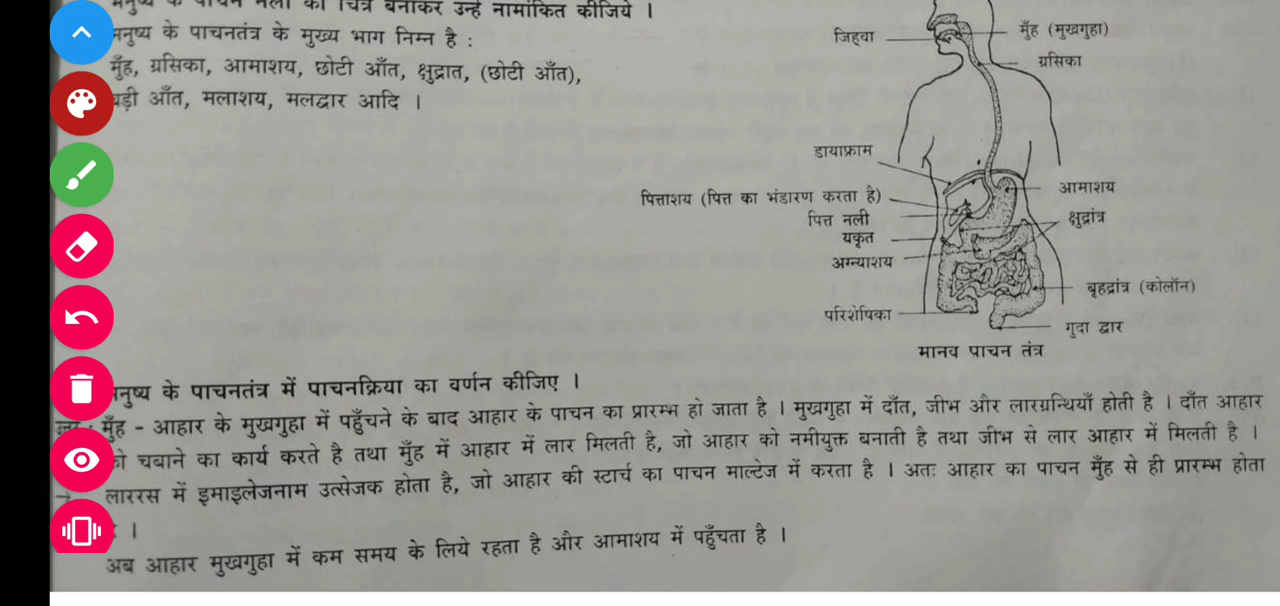 के पाचन नली का चित्र बनाकर उन्हें नामांकित कीजिये ।
मनुष्य के पाचनतंत्र के मुख्य भाग निम्न है :
मुँह, ग्रसिका, आमाशय, छोटी आँत, क्षुद्रात, (छोटी आँत),
बड़ी आँत, मलाशय, मलद्वार आदि ।
जिह्वा
मुँह (मुखगुहा)
ग्रसिका
डायाफ्राम
पित्ताशय (पित्त का भंडारण करता है)
आमाशय
पित्त नली
क्षुद्रांत्र
यकृत
अग्न्याशय
बृहद्रांत्र (कोलॉन)
परिशेषिका
गुदा द्वार
मानव पाचन तंत्र
मनुष्य के पाचनतंत्र में पाचनक्रिया का वर्णन कीजिए ।
मुँह - आहार के मुखगुहा में पहुँचने के बाद आहार के पाचन का प्रारम्भ हो जाता है । मुखगुहा में दाँत, जीभ और लारग्रन्थियाँ होती है । दाँत आहार
को चबाने का कार्य करते है तथा मुँह में आहार में लार मिलती है, जो आहार को नमीयुक्त बनाती है तथा जीभ से लार आहार में मिलती है ।
→ लाररस में इमाइलेजनाम उत्सेजक होता है, जो आहार की स्टार्च का पाचन माल्टेज में करता है । अतः आहार का पाचन मुँह से ही प्रारम्भ होता
है ।
अब आहार मुखगुहा में कम समय के लिये रहता है और आमाशय में पहुँचता है ।